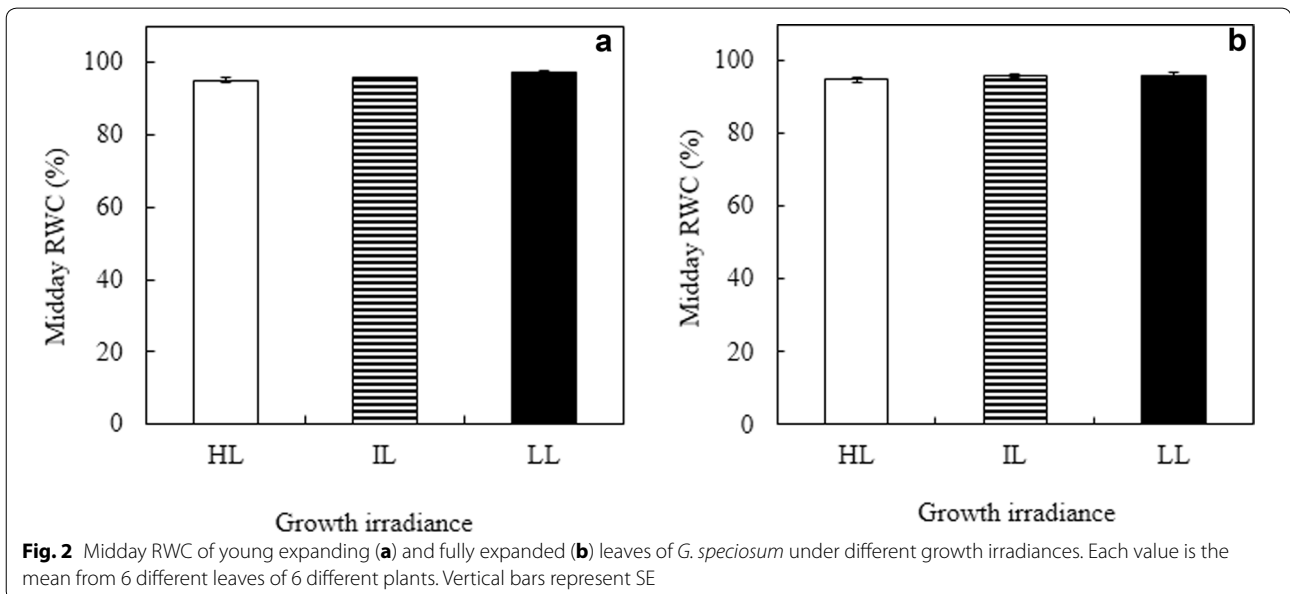 a
100
80
60
40
20
0
Midday RWC (%)
HL IL LL
Growth irradiance
b
100
80
60
40
20
0
Midday RWC (%)
HL IL LL
Growth irradiance
Fig. 2 Midday RWC of young expanding (a) and fully expanded (b) leaves of G. speciosum under different growth irradiances. Each value is the
mean from 6 different leaves of 6 different plants. Vertical bars represent SE